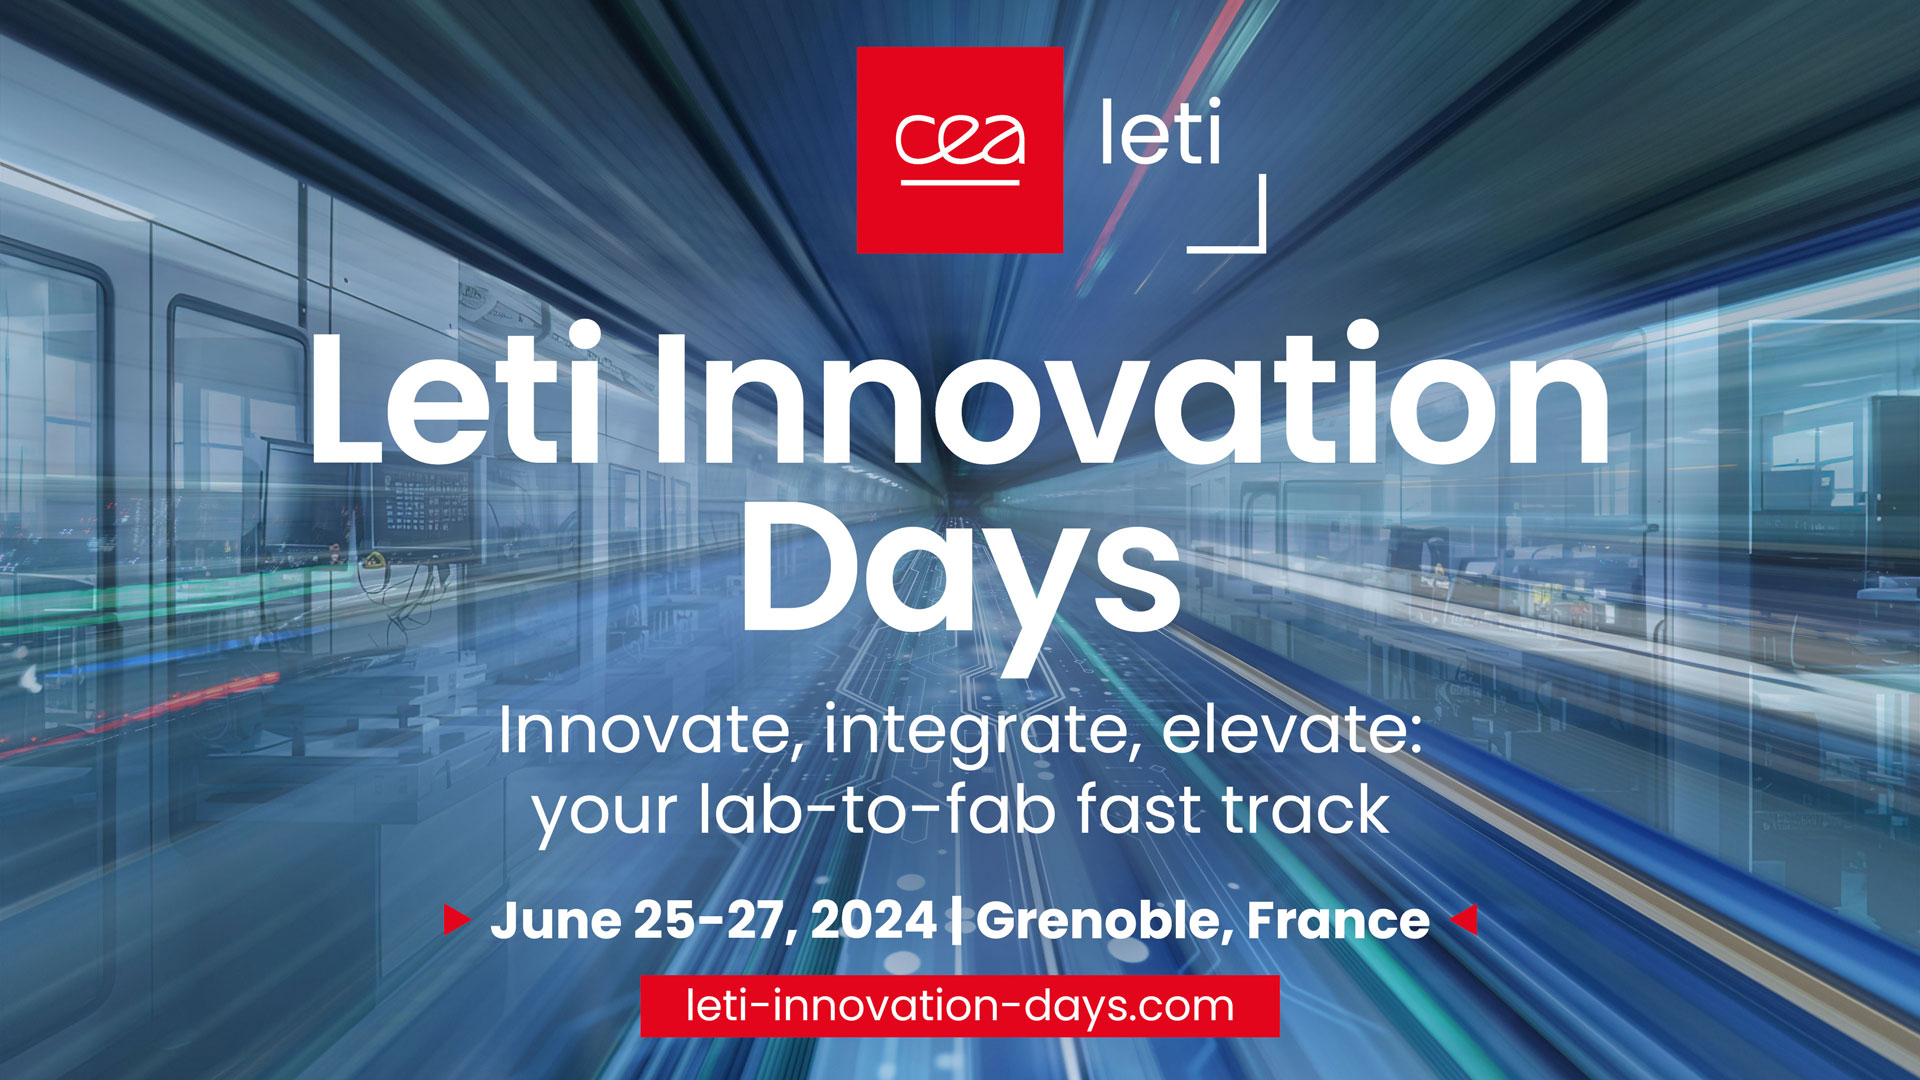 cea leti
Leti Innovation
Days
Innovate, integrate, elevate:
your lab-to-fab fast track
June 25-27, 2024 | Grenoble, France
leti-innovation-days.com